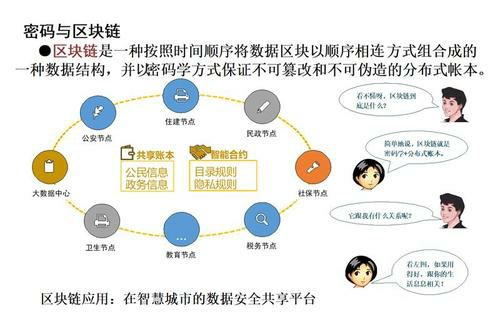 密码与区块链
●区块链是一种按照时间顺序将数据区块以顺序相连方式组合成的
一种数据结构，并以密码学方式保证不可篡改和不可伪造的分布式帐本。
住建节点
公安节点
民政节点
大数据中心
社保节点
卫生节点
教育节点
税务节点
共享账本
公民信息
政务信息
智能合约
目录规则
隐私规则
看不懂呀，区块链到
底是什么？
简单地说，区块链就是
密码学+分布式帐本。
它跟我有什么关系呢？
看左图，如果用
得好，跟你的生
活息息相关！
区块链应用：在智慧城市的数据安全共享平台